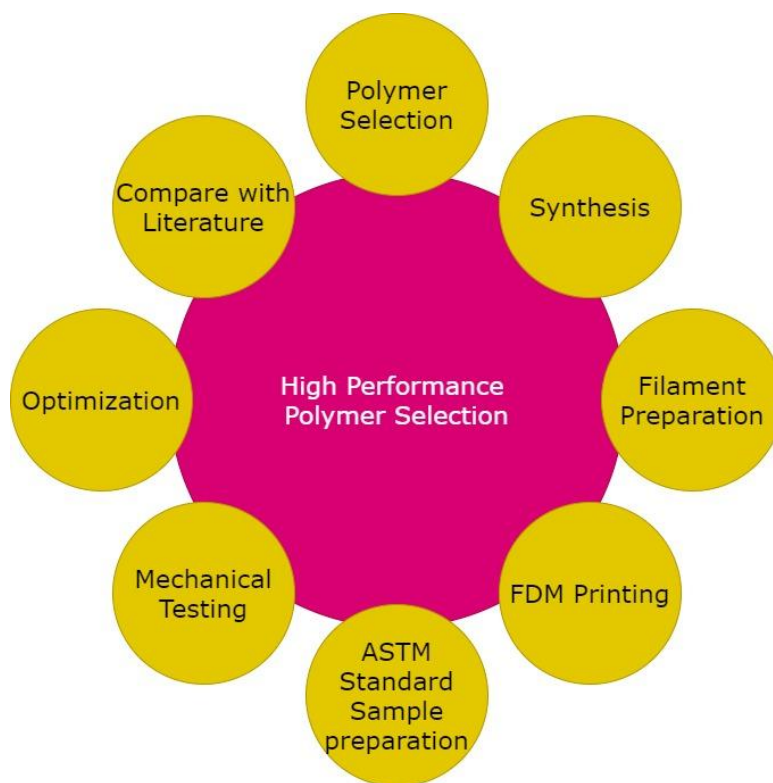 Polymer
Selection
Synthesis
Filament
Preparation
FDM Printing
ASTM
Standard
Sample
preparation
Mechanical
Testing
Optimization
Compare with
Literature
High Performance
Polymer Selection